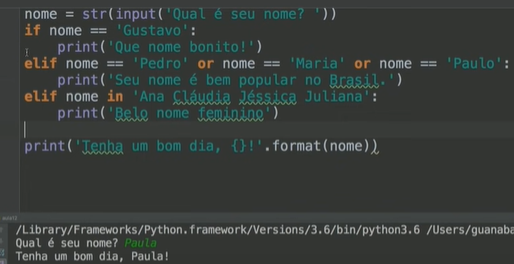 nome = str(input('Qual é seu nome? '))
if nome == 'Gustavo':
    print('Que nome bonito!')
elif nome == 'Pedro' or nome == 'Maria' or nome == 'Paulo':
    print('Seu nome é bem popular no Brasil.')
elif nome in 'Ana Cláudia Jéssica Juliana':
    print('Belo nome feminino')
print('Tenha um bom dia, {}!'.format(nome))
/Library/Frameworks/Python.framework/Versions/3.6/bin/python3.6 /Users/guanaba
Qual é seu nome? Paula
Tenha um bom dia, Paula!